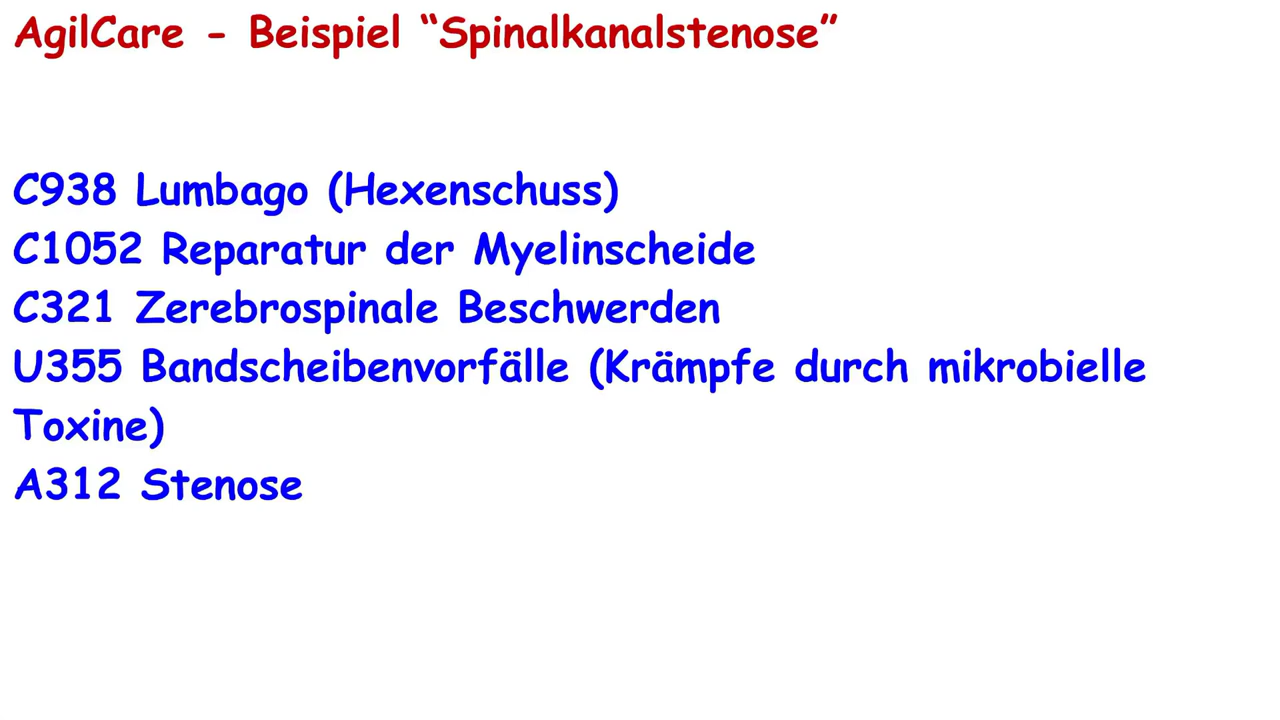 AgilCare - Beispiel “Spinalkanalstenose”
C938 Lumbago (Hexenschuss)
C1052 Reparatur der Myelinscheide
C321 Zerebrospinale Beschwerden
U355 Bandscheibenvorfälle (Krämpfe durch mikrobielle
Toxine)
A312 Stenose